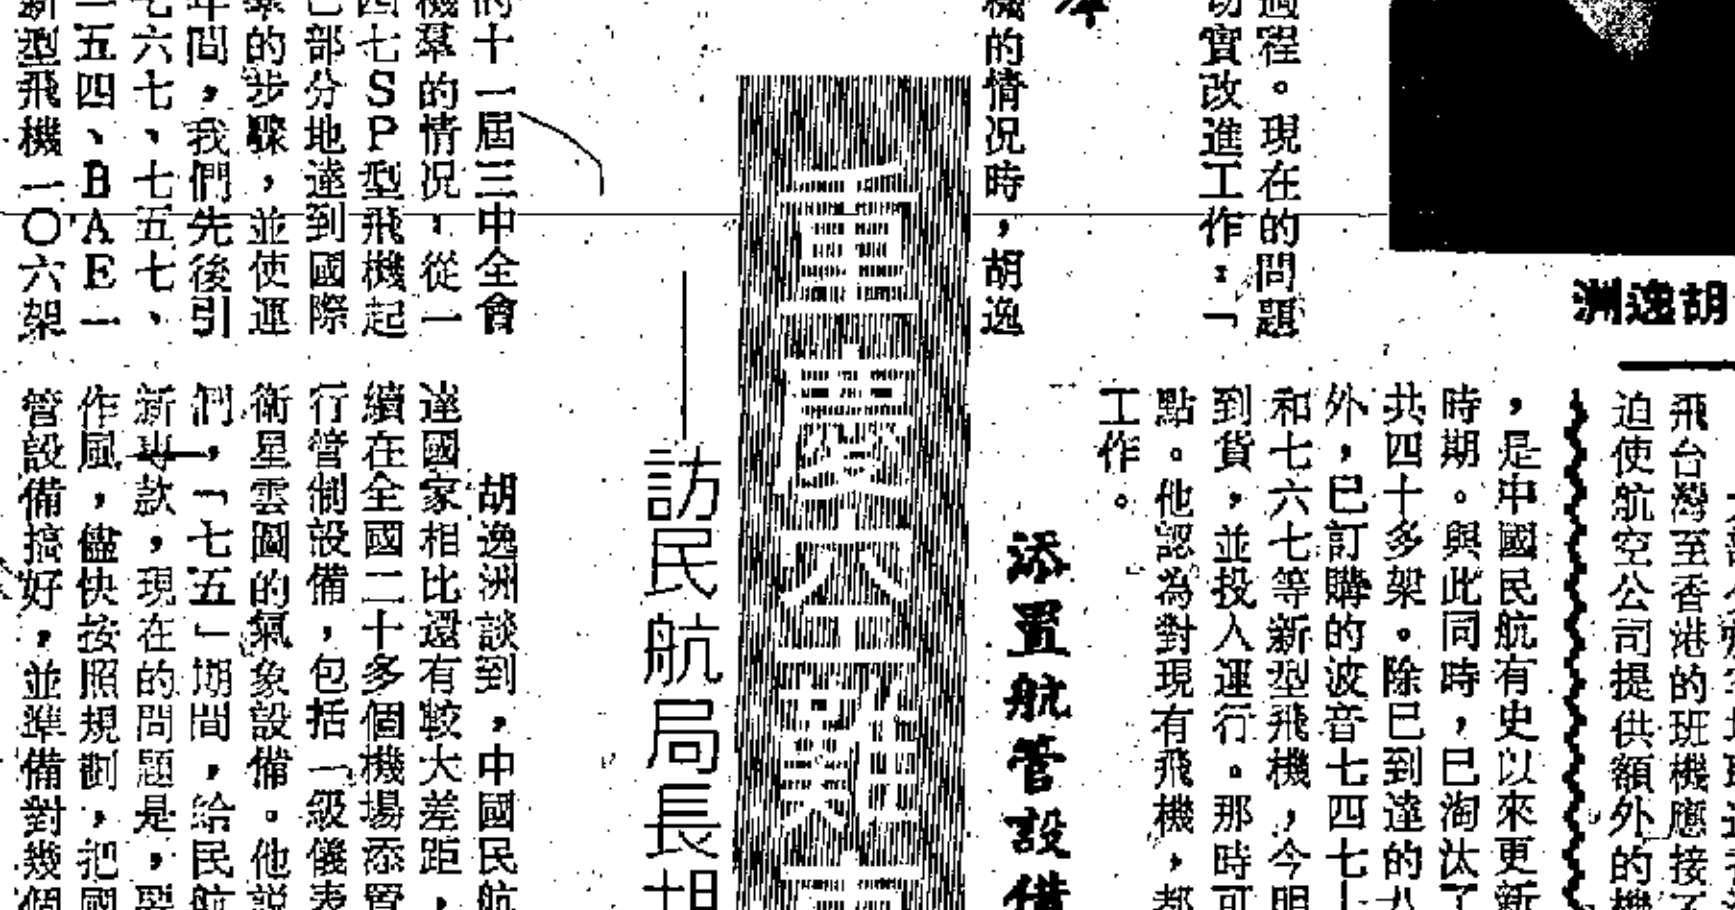 胡逸洲
飛台灣至香港的班機應接
迫使航空公司提供額外的機
過程。現在的問題
切實改進工作：「
機的情况時，胡逸
，是中國民航有史以來更新
時期。與此同時，已淘汰了
共四十多架。除已到達的八
外，已訂購的波音七四七
和七六七等新型飛機，今明
到貨，並投入運行。那時可
點。他認為對現有飛機，都
工作。
添置航管設備
訪民航局長胡
的十一屆三中全會
機羣的情况：從一
四七SP型飛機起
已部分地達到國際
羣的步驟，並使運
年間，我們先後引
七六七、七五七、
一五四、BAE一
新型飛機一〇六架
胡逸洲談到，中國民航
達國家相比還有較大差距，
續在全國二十多個機場添置
行管制設備，包括一級儀表
衛星雲圖的氣象設備。他説
們，「七五」期間，給民航
新專款，現在的問題是，要
作風，儘快按照規劃，把國
管設備搞好，並準備對幾個